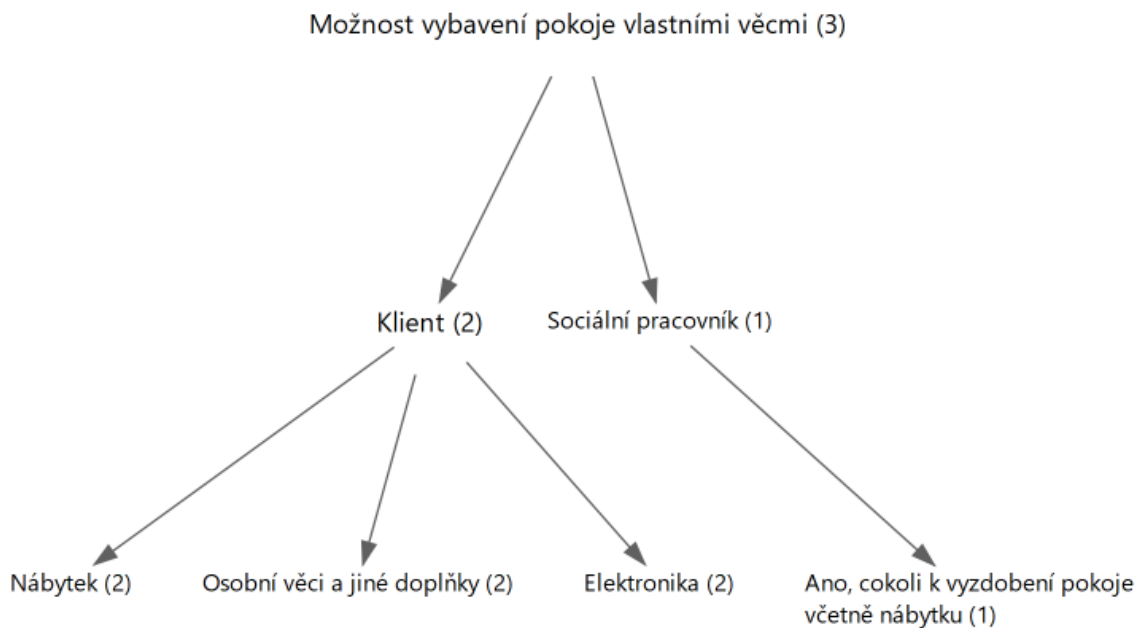 Možnost vybavení pokoje vlastními věcmi (3)
Klient (2)
Sociální pracovník (1)
Nábytek (2)
Osobní věci a jiné doplňky (2)
Elektronika (2)
Ano, cokoli k vyzdobení pokoje
včetně nábytku (1)